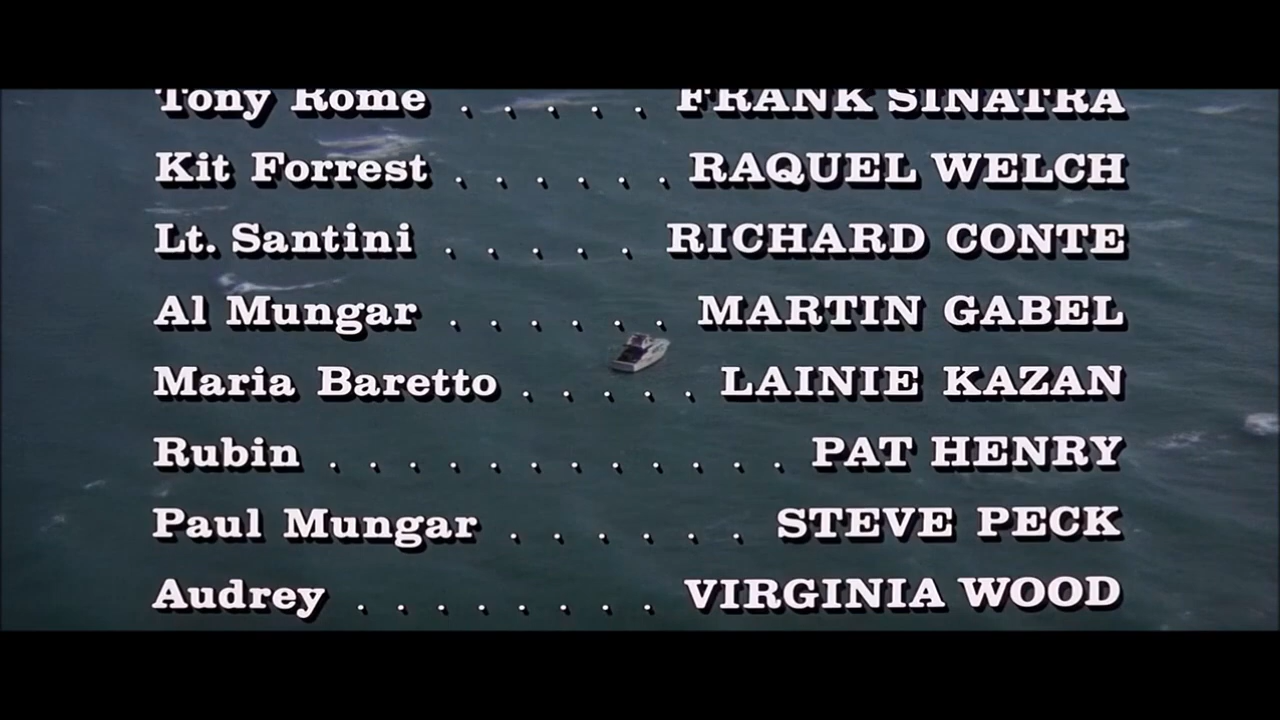 Tony Rome . . . . . FRANK SINATRA
Kit Forrest . . . . . . RAQUEL WELCH
Lt. Santini . . . . . RICHARD CONTE
Al Mungar . . . . . . MARTIN GABEL
Maria Baretto . . . . . LAINIE KAZAN
Rubin . . . . . . . . . . . . PAT HENRY
Paul Mungar . . . . . . STEVE PECK
Audrey . . . . . . . . VIRGINIA WOOD